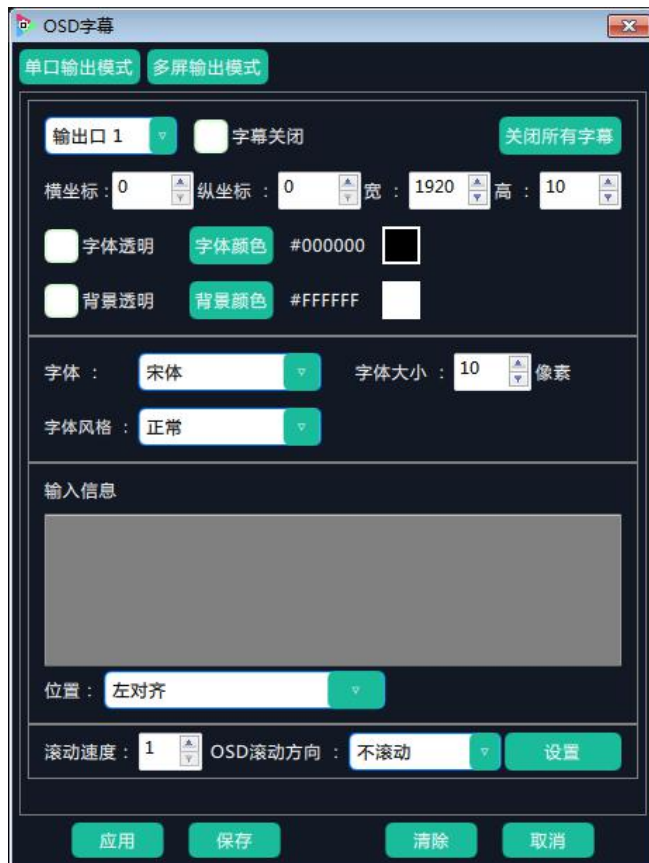 OSD字幕
单口输出模式 多屏输出模式
输出口 1 字幕关闭 关闭所有字幕
横坐标 : 0 纵坐标 : 0 宽 : 1920 高 : 10
字体透明 字体颜色 #000000
背景透明 背景颜色 #FFFFFF
字体 : 宋体 字体大小 : 10 像素
字体风格 : 正常
输入信息
位置 : 左对齐
滚动速度 : 1 OSD滚动方向 : 不滚动 设置
应用 保存 清除 取消